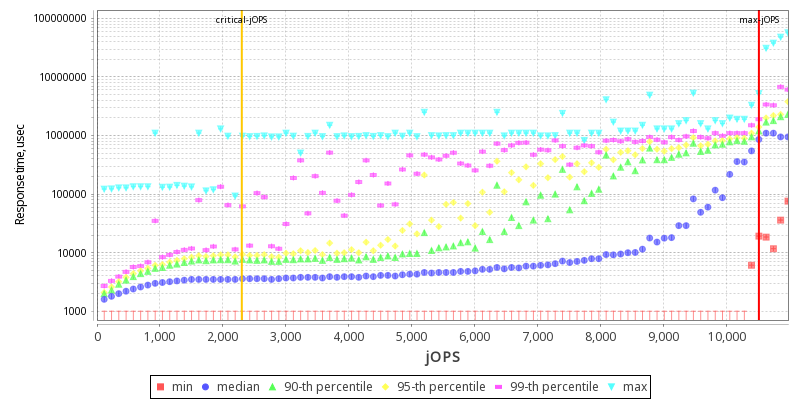 critical-jOPS max-jOPS
100000000
10000000
1000000
100000
10000
1000
Response time, usec
0 1,000 2,000 3,000 4,000 5,000 6,000 7,000 8,000 9,000 10,000
jOPS
min median 90-th percentile 95-th percentile 99-th percentile max